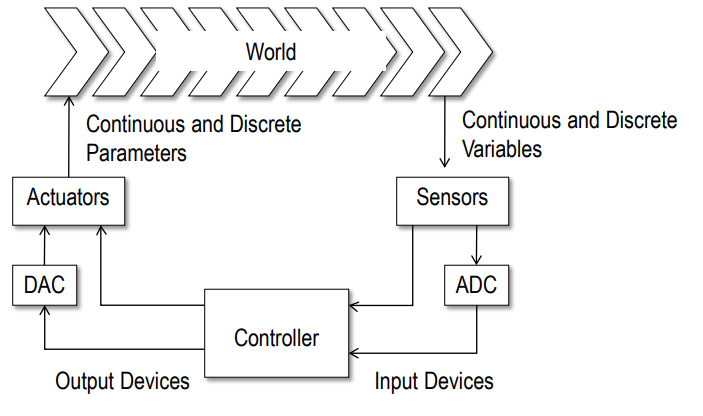 World
Continuous and Discrete
Parameters
Continuous and Discrete
Variables
Actuators
Sensors
DAC
ADC
Controller
Output Devices
Input Devices